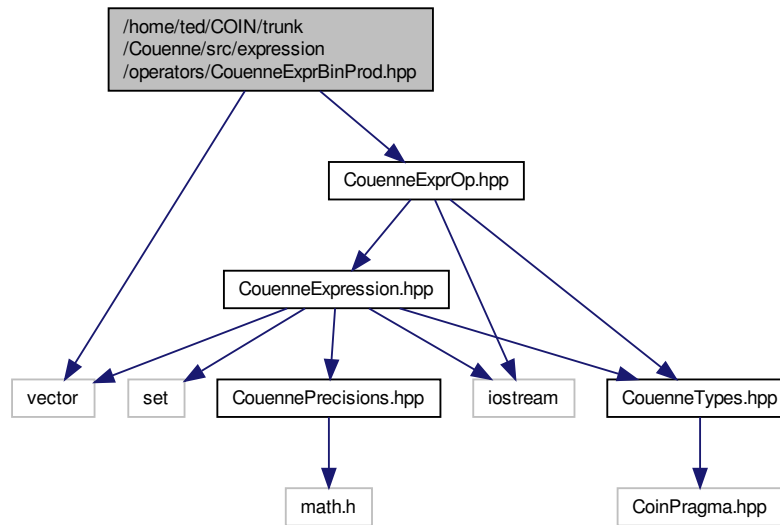 /home/ted/COIN/trunk
/Couenne/src/expression
/operators/CouenneExprBinProd.hpp
CouenneExprOp.hpp
CouenneExpression.hpp
vector
set
CouennePrecisions.hpp
iostream
CouenneTypes.hpp
math.h
CoinPragma.hpp